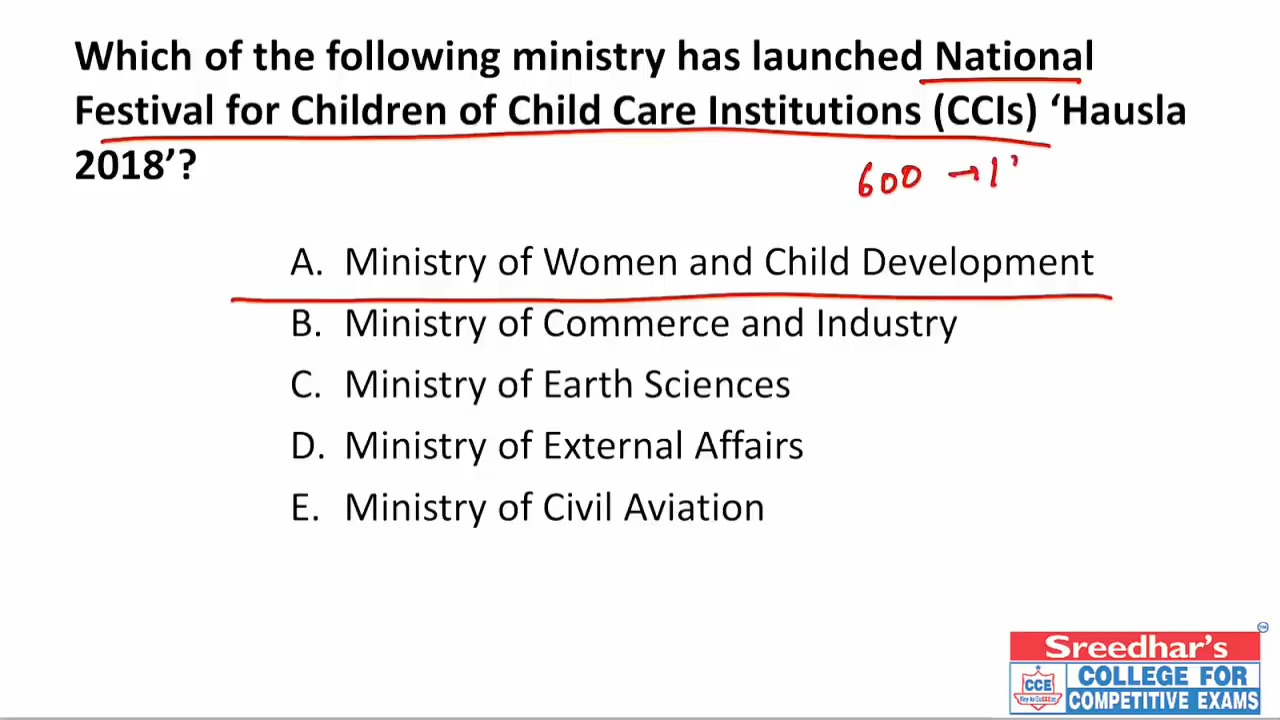 Which of the following ministry has launched National
Festival for Children of Child Care Institutions (CCIs) ‘Hausla
2018’?
600 →
A. Ministry of Women and Child Development
B. Ministry of Commerce and Industry
C. Ministry of Earth Sciences
D. Ministry of External Affairs
E. Ministry of Civil Aviation
Sreedhar's
CCE
COLLEGE FOR
COMPETITIVE EXAMS